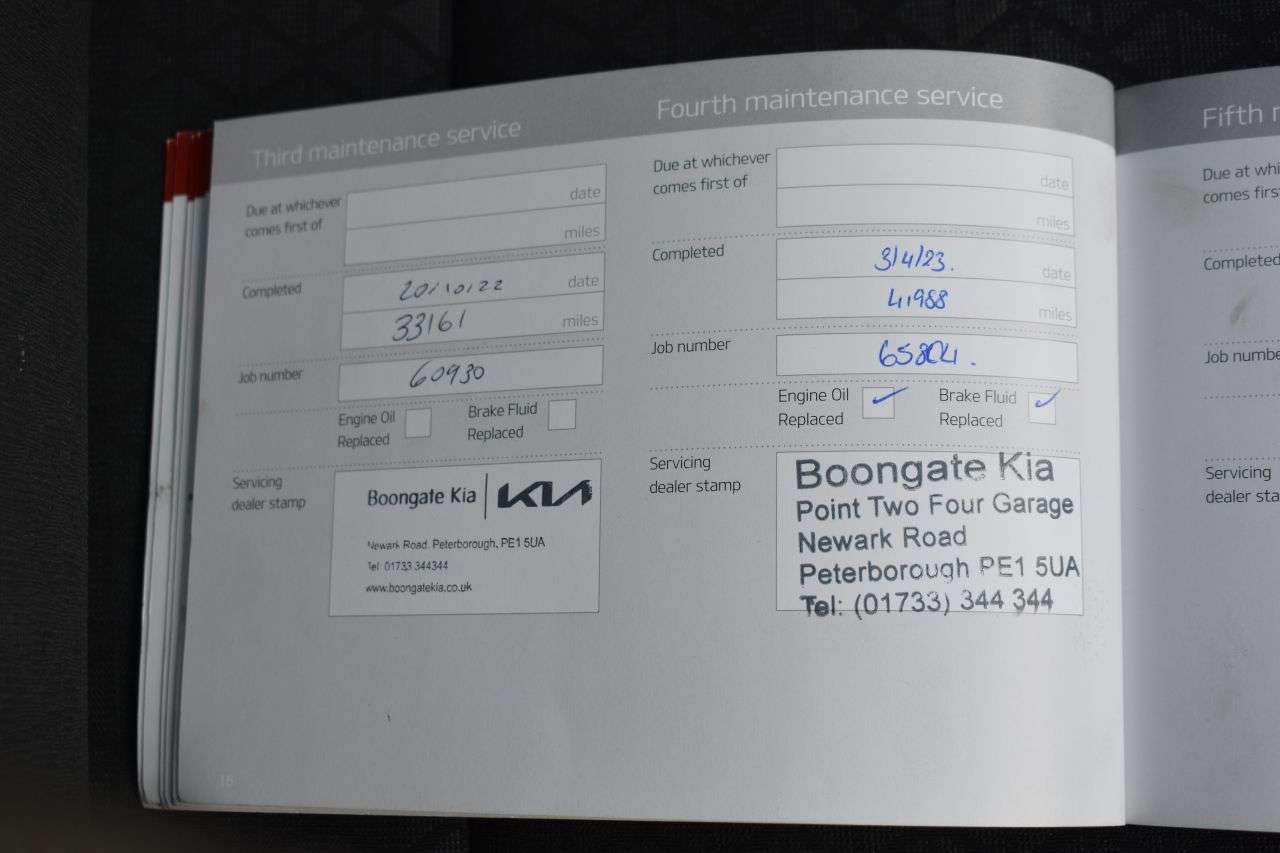 Third maintenance service
Due at whichever
comes first of
date
miles
Completed
20/10/22 date
33161 miles
Job number
60930
Engine Oil
Replaced
Brake Fluid
Replaced
Servicing
dealer stamp
Boongate Kia KIA
Newark Road, Peterborough, PE1 5UA
Tel: 01733 344344
www.boongatekia.co.uk
15
Fourth maintenance service
Due at whichever
comes first of
date
miles
Completed
3/4/23. date
41988 miles
Job number
65804.
Engine Oil
Replaced
Brake Fluid
Replaced
Servicing
dealer stamp
Boongate Kia
Point Two Four Garage
Newark Road
Peterborough PE1 5UA
Tel: (01733) 344 344
Fifth
Due at
comes
Completed
Job
Servicing
dealer